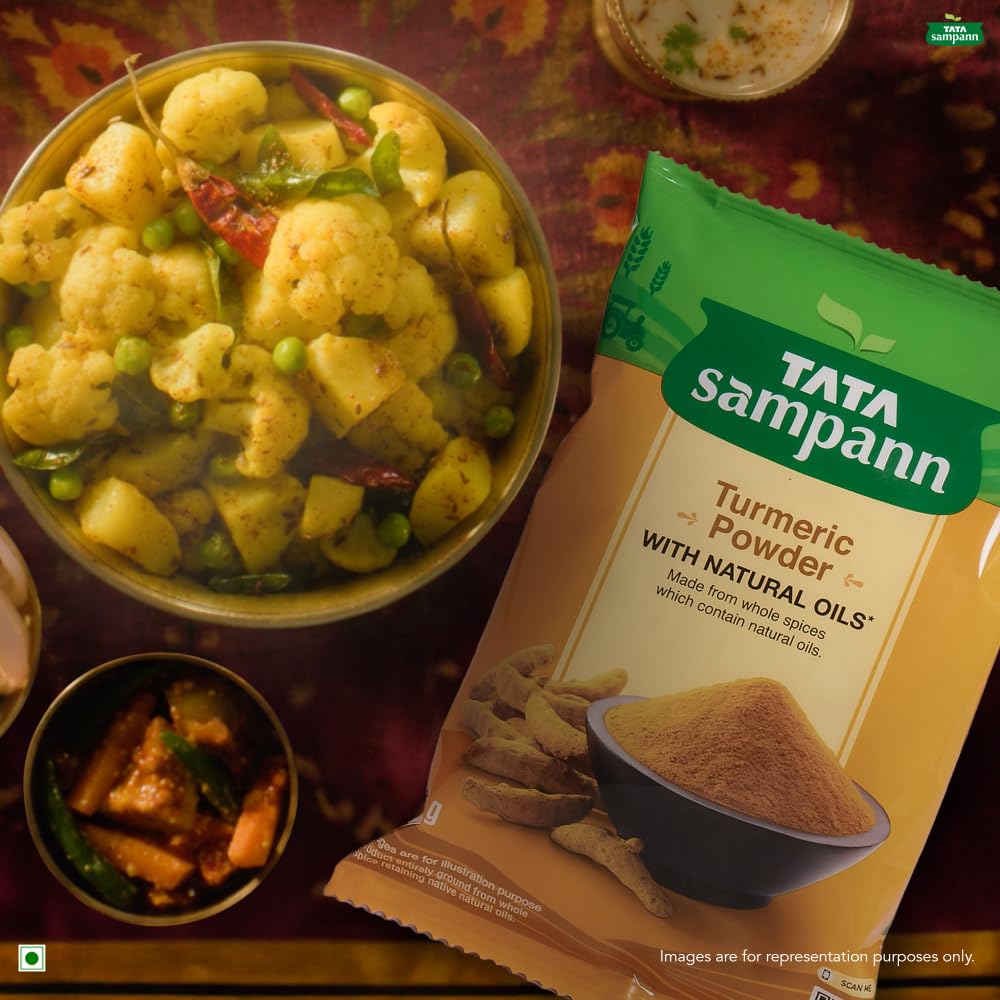 TATA
sampann
TATA
sampann
Turmeric
Powder
WITH NATURAL OILS*
Made from whole spices
which contain natural oils.
g
ges are for illustration purpose
oduct entirely ground from whole
spice retaining native natural oils.
Images are for representation purposes only.
SCAN ME